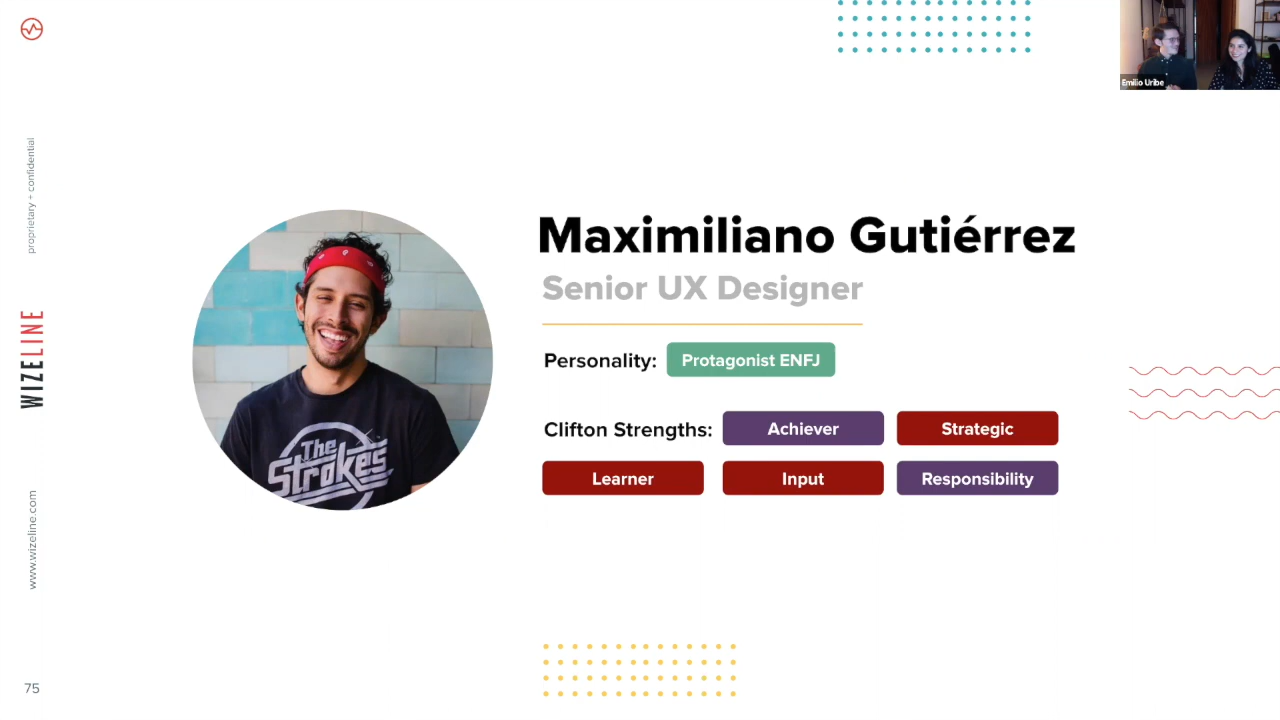 Emilio Uribe
proprietary + confidential
WIZELINE
www.wizeline.com
75
The
Strokes
Maximiliano Gutiérrez
Senior UX Designer
Personality: Protagonist ENFJ
Clifton Strengths: Achiever Strategic
Learner Input Responsibility